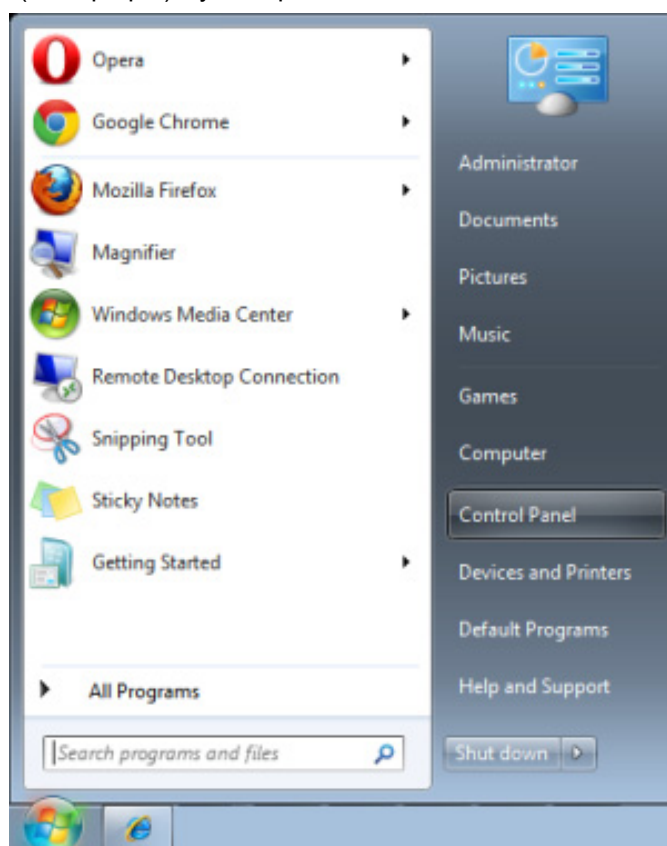 Opera
Google Chrome
Mozilla Firefox
Magnifier
Windows Media Center
Remote Desktop Connection
Snipping Tool
Sticky Notes
Getting Started
All Programs
Search programs and files
Administrator
Documents
Pictures
Music
Games
Computer
Control Panel
Devices and Printers
Default Programs
Help and Support
Shut down